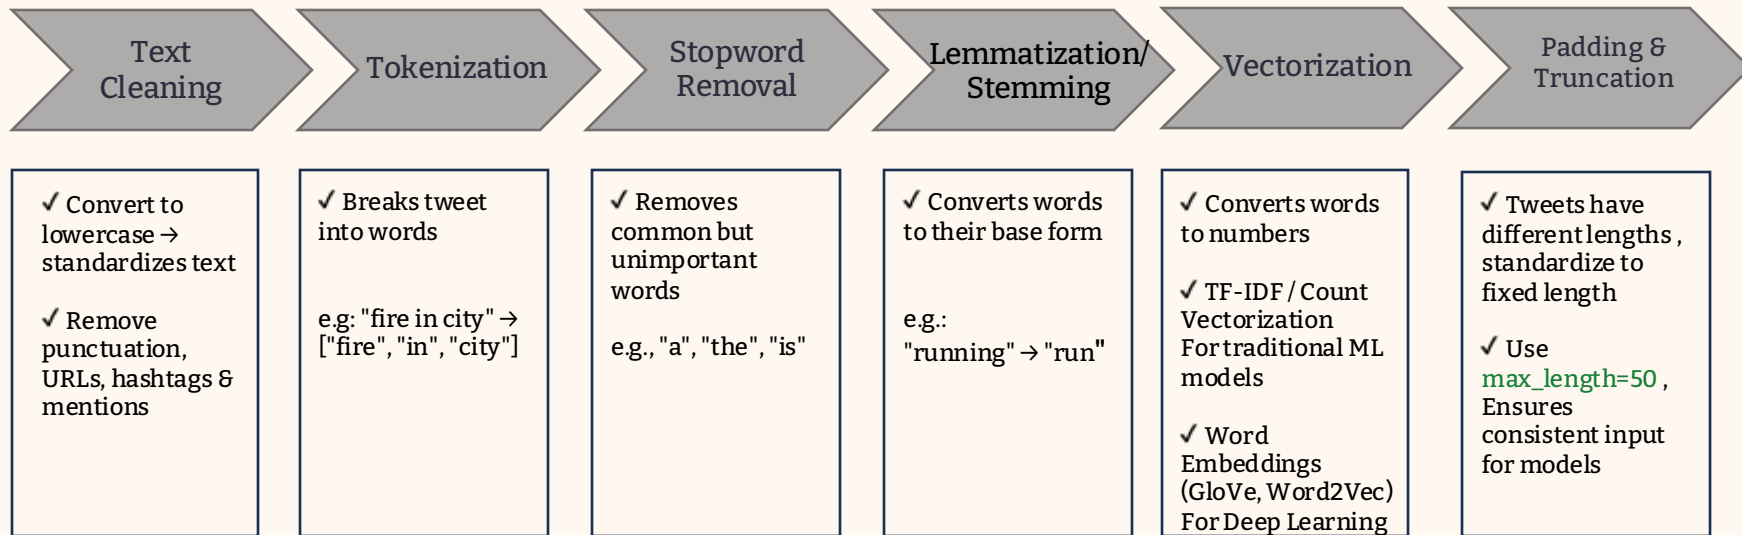 Text
Cleaning
Tokenization
Stopword
Removal
Lemmatization/
Stemming
Vectorization
Padding &
Truncation
✓ Convert to
lowercase →
standardizes text
✓ Remove
punctuation,
URLs, hashtags &
mentions
✓ Breaks tweet
into words
e.g: "fire in city" →
["fire", "in", "city"]
✓ Removes
common but
unimportant
words
e.g., "a", "the", "is"
✓ Converts words
to their base form
e.g.:
"running" → "run"
✓ Converts words
to numbers
✓ TF-IDF / Count
Vectorization
For traditional ML
models
✓ Word
Embeddings
(GloVe, Word2Vec)
For Deep Learning
✓ Tweets have
different lengths ,
standardize to
fixed length
✓ Use
max_length=50 ,
Ensures
consistent input
for models